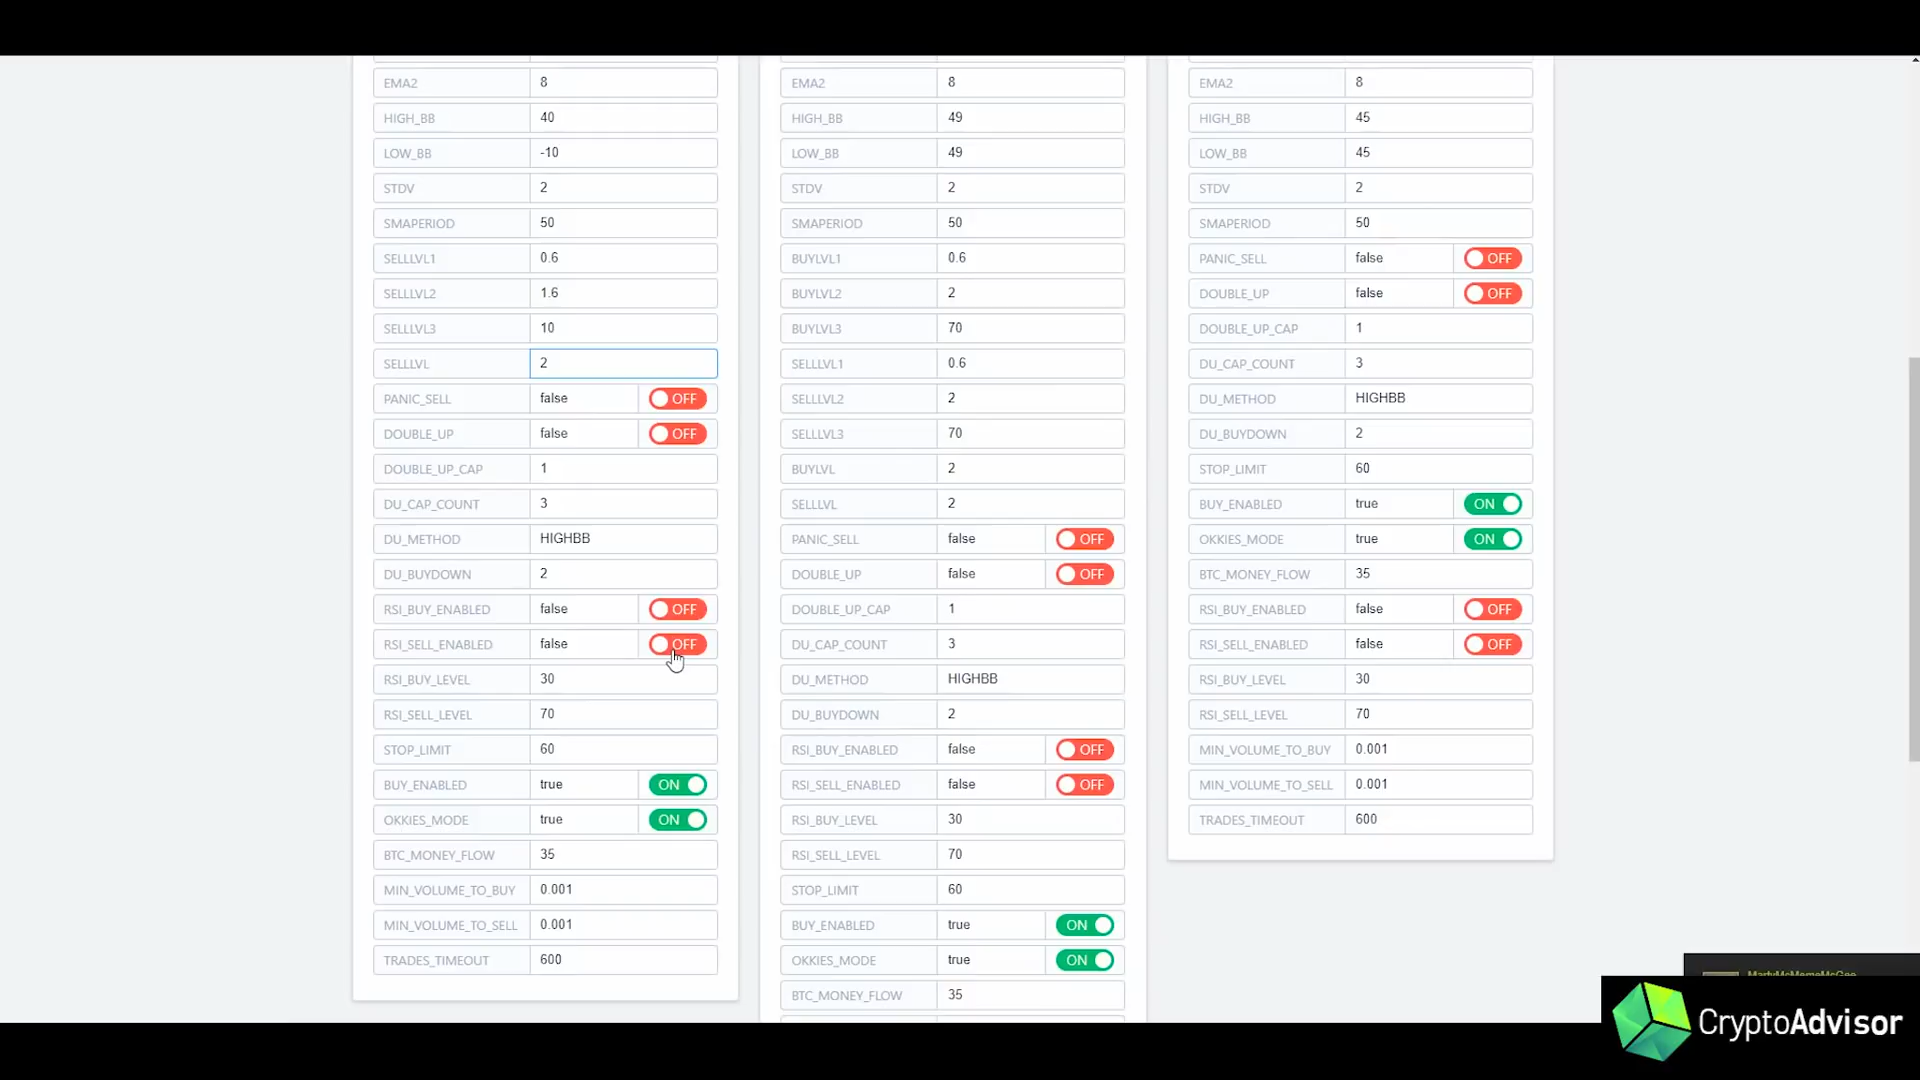 EMA2 8
HIGH_BB 40
LOW_BB -10
STDV 2
SMAPERIOD 50
SELLLVL1 0.6
SELLLVL2 1.6
SELLLVL3 10
SELLLVL 2
PANIC_SELL false OFF
DOUBLE_UP false OFF
DOUBLE_UP_CAP 1
DU_CAP_COUNT 3
DU_METHOD HIGHBB
DU_BUYDOWN 2
RSI_BUY_ENABLED false OFF
RSI_SELL_ENABLED false OFF
RSI_BUY_LEVEL 30
RSI_SELL_LEVEL 70
STOP_LIMIT 60
BUY_ENABLED true ON
OKKIES_MODE true ON
BTC_MONEY_FLOW 35
MIN_VOLUME_TO_BUY 0.001
MIN_VOLUME_TO_SELL 0.001
TRADES_TIMEOUT 600
EMA2 8
HIGH_BB 49
LOW_BB 49
STDV 2
SMAPERIOD 50
BUYLVL1 0.6
BUYLVL2 2
BUYLVL3 70
SELLLVL1 0.6
SELLLVL2 2
SELLLVL3 70
BUYLVL 2
SELLLVL 2
PANIC_SELL false OFF
DOUBLE_UP false OFF
DOUBLE_UP_CAP 1
DU_CAP_COUNT 3
DU_METHOD HIGHBB
DU_BUYDOWN 2
RSI_BUY_ENABLED false OFF
RSI_SELL_ENABLED false OFF
RSI_BUY_LEVEL 30
RSI_SELL_LEVEL 70
STOP_LIMIT 60
BUY_ENABLED true ON
OKKIES_MODE true ON
BTC_MONEY_FLOW 35
EMA2 8
HIGH_BB 45
LOW_BB 45
STDV 2
SMAPERIOD 50
PANIC_SELL false OFF
DOUBLE_UP false OFF
DOUBLE_UP_CAP 1
DU_CAP_COUNT 3
DU_METHOD HIGHBB
DU_BUYDOWN 2
STOP_LIMIT 60
BUY_ENABLED true ON
OKKIES_MODE true ON
BTC_MONEY_FLOW 35
RSI_BUY_ENABLED false OFF
RSI_SELL_ENABLED false OFF
RSI_BUY_LEVEL 30
RSI_SELL_LEVEL 70
MIN_VOLUME_TO_BUY 0.001
MIN_VOLUME_TO_SELL 0.001
TRADES_TIMEOUT 600
CryptoAdvisor